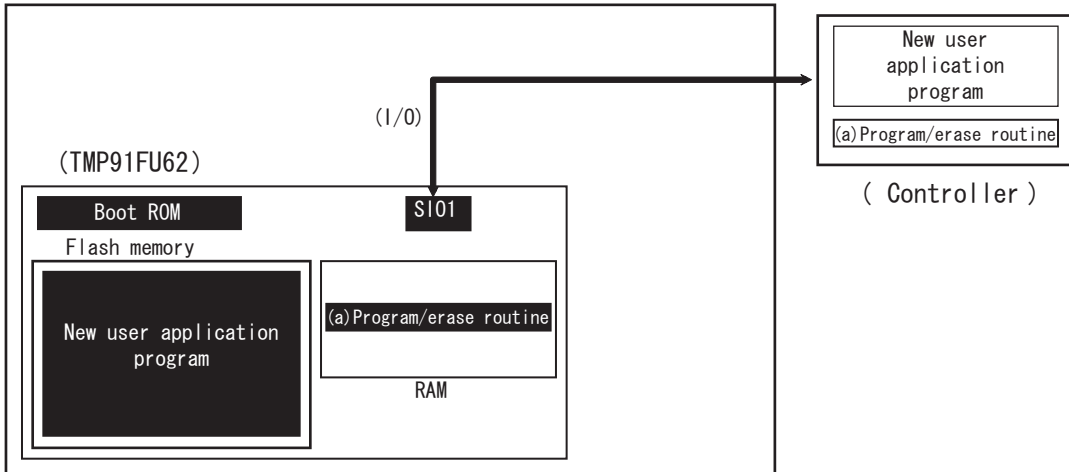 New user
application
program
(a)Program/erase routine
( Controller )
(I/O)
(TMP91FU62)
Boot ROM
SIO1
Flash memory
New user application
program
(a)Program/erase routine
RAM